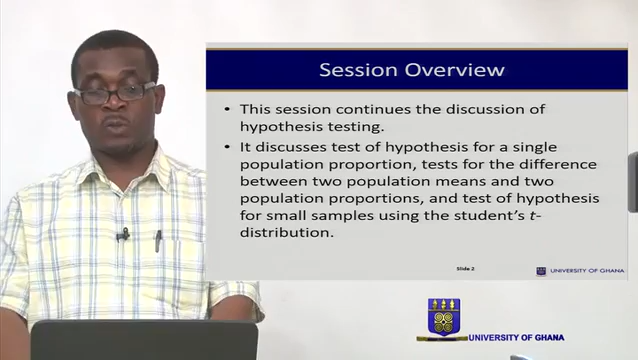 Session Overview
• This session continues the discussion of
hypothesis testing.
• It discusses test of hypothesis for a single
population proportion, tests for the difference
between two population means and two
population proportions, and test of hypothesis
for small samples using the student's t-
distribution.
Slide 2
UNIVERSITY OF GHANA
UNIVERSITY OF GHANA